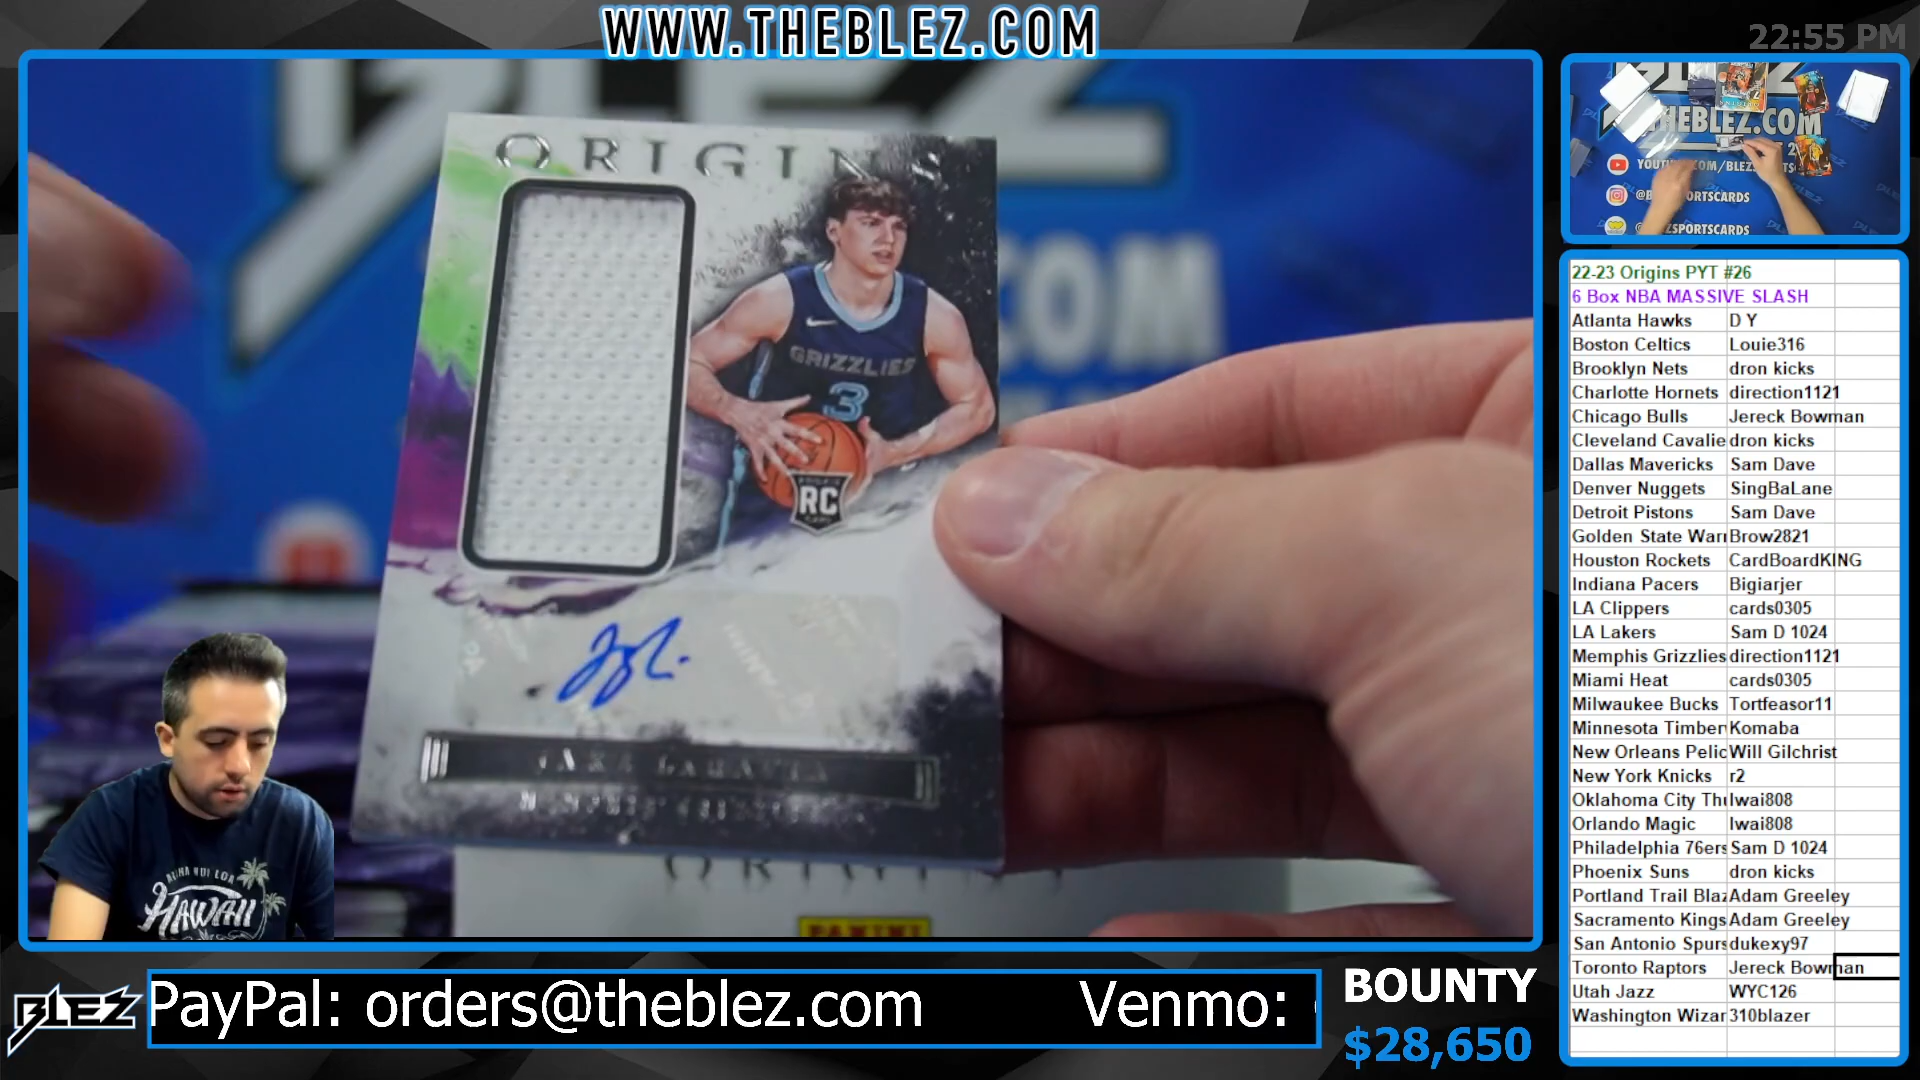 WWW.THEBLEZ.COM
22:55 PM
ORIGINS
GRIZZLIES
3
RC
ORIGINS
PANINI
HAWAII
THEBLEZ.COM
22-23 Origins PYT #26
6 Box NBA MASSIVE SLASH
Atlanta Hawks D Y
Boston Celtics Louie316
Brooklyn Nets dron kicks
Charlotte Hornets direction1121
Chicago Bulls Jereck Bowman
Cleveland Cavalie dron kicks
Dallas Mavericks Sam Dave
Denver Nuggets SingBaLane
Detroit Pistons Sam Dave
Golden State Warr Brow2821
Houston Rockets CardBoardKING
Indiana Pacers Bigiarjer
LA Clippers cards0305
LA Lakers Sam D 1024
Memphis Grizzlies direction1121
Miami Heat cards0305
Milwaukee Bucks Tortfeasor11
Minnesota Timber Komaba
New Orleans Pelic Will Gilchrist
New York Knicks r2
Oklahoma City Thu lwai808
Orlando Magic lwai808
Philadelphia 76ers Sam D 1024
Phoenix Suns dron kicks
Portland Trail Blaz Adam Greeley
Sacramento Kings Adam Greeley
San Antonio Spurs dukexy97
Toronto Raptors Jereck Bowman
Utah Jazz WYC126
Washington Wizar 310blazer
BLEZ
PayPal: orders@theblez.com Venmo:
BOUNTY
$28,650